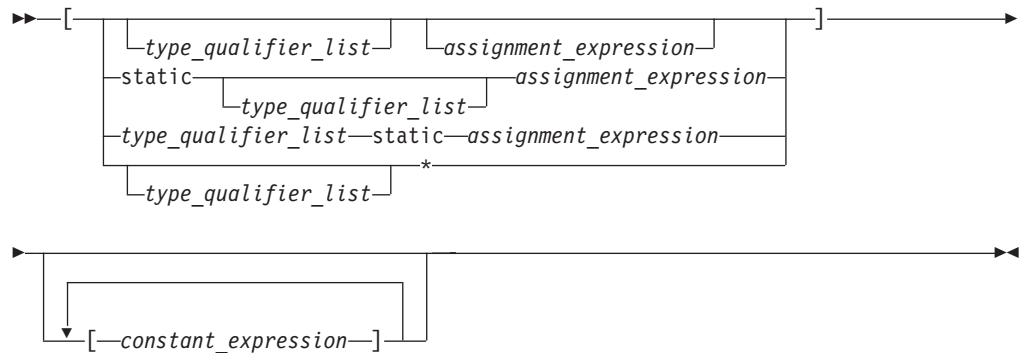 [ ]
type_qualifier_list assignment_expression
static assignment_expression
type_qualifier_list
type_qualifier_list static assignment_expression
*
type_qualifier_list
[ constant_expression ]